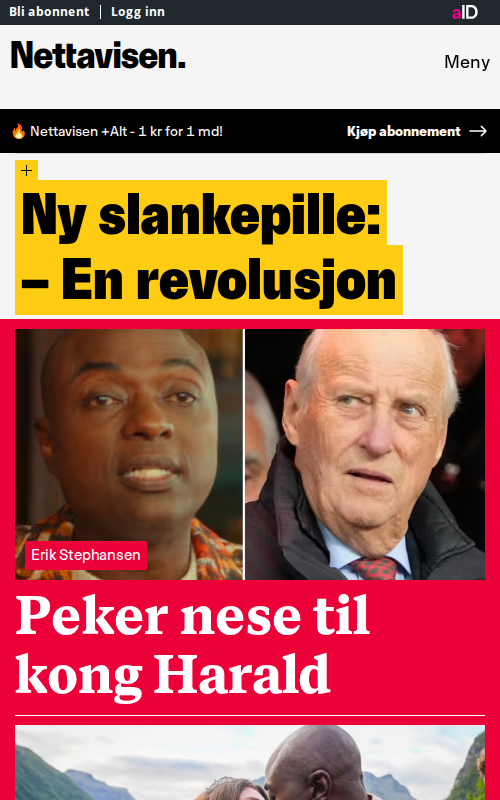 Bli abonnent | Logg inn
aID
Nettavisen.
Meny
🔥 Nettavisen +Alt - 1 kr for 1 md!
Kjøp abonnement →
+
Ny slankepille:
– En revolusjon
Erik Stephansen
Peker nese til
kong Harald